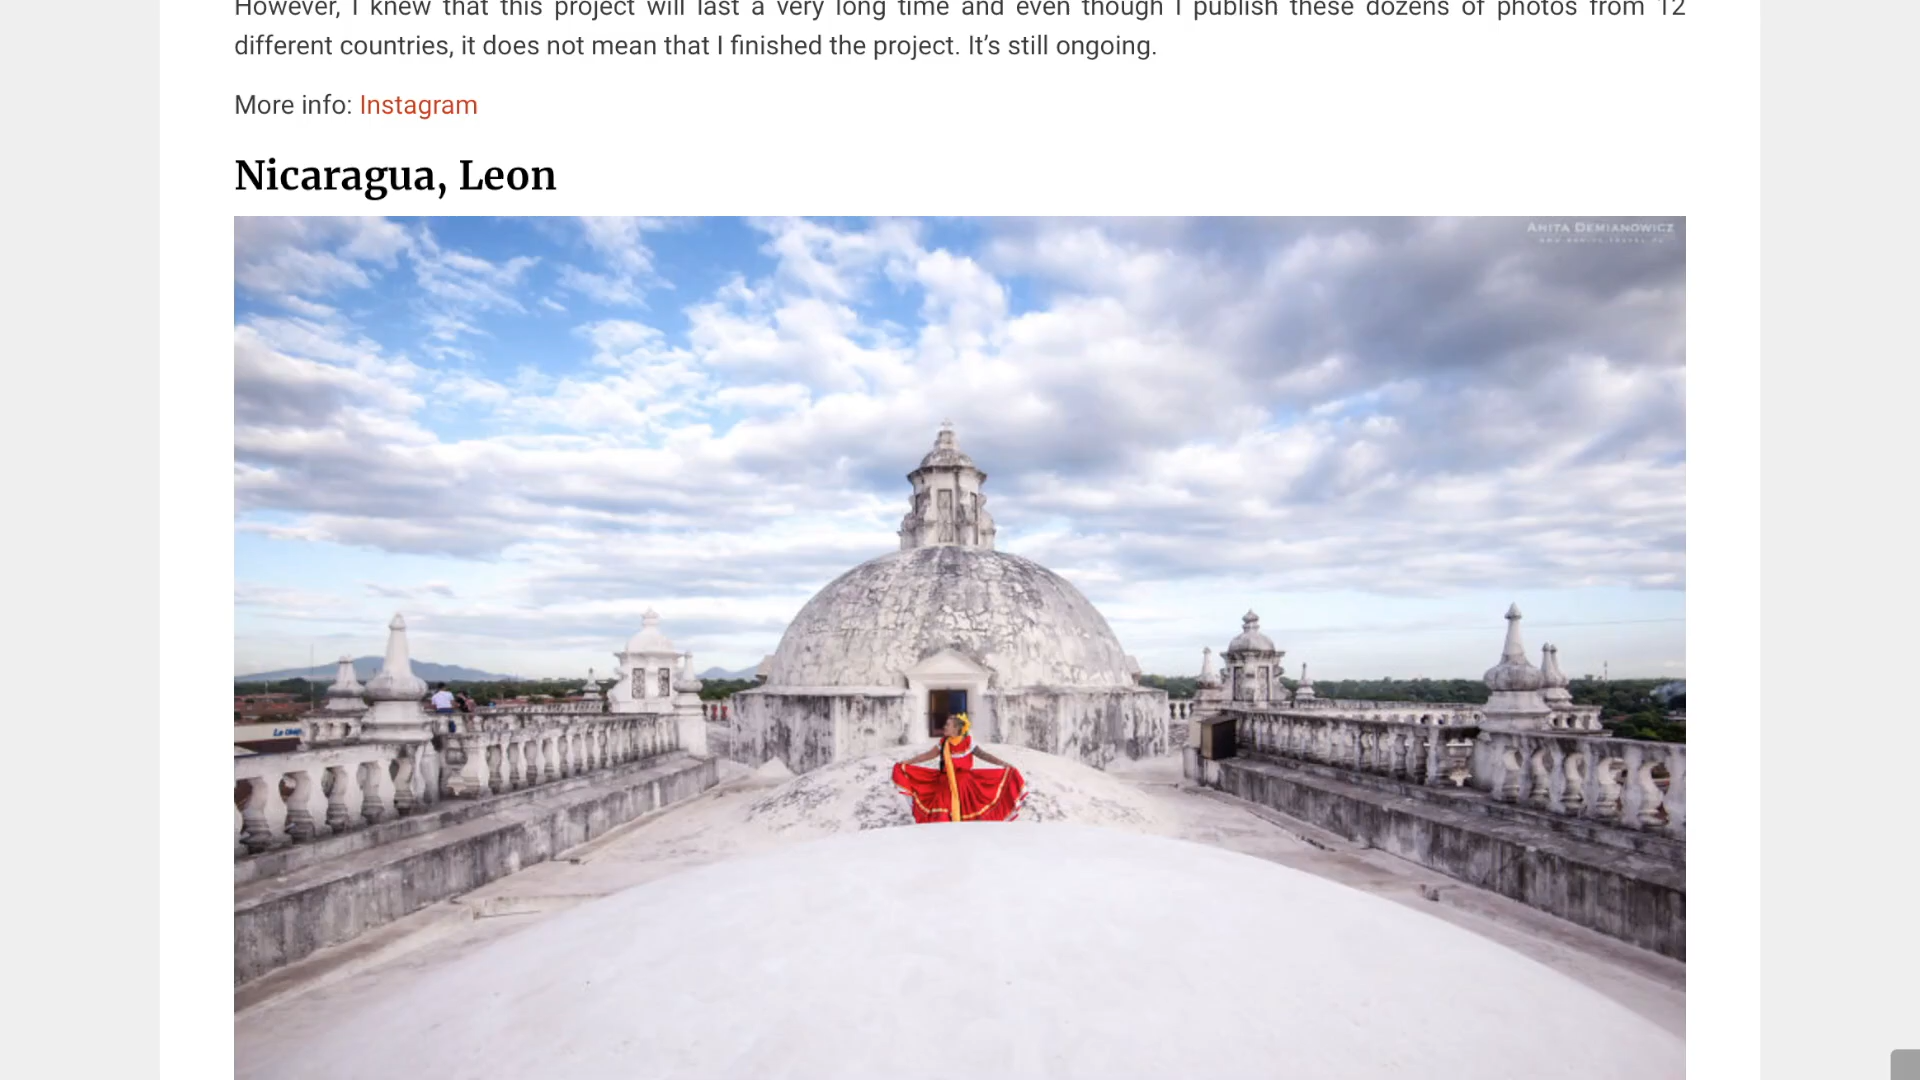 However, I knew that this project will last a very long time and even though I publish these dozens of photos from 12
different countries, it does not mean that I finished the project. It’s still ongoing.
More info: Instagram
Nicaragua, Leon
ANITA DEMIANOWICZ